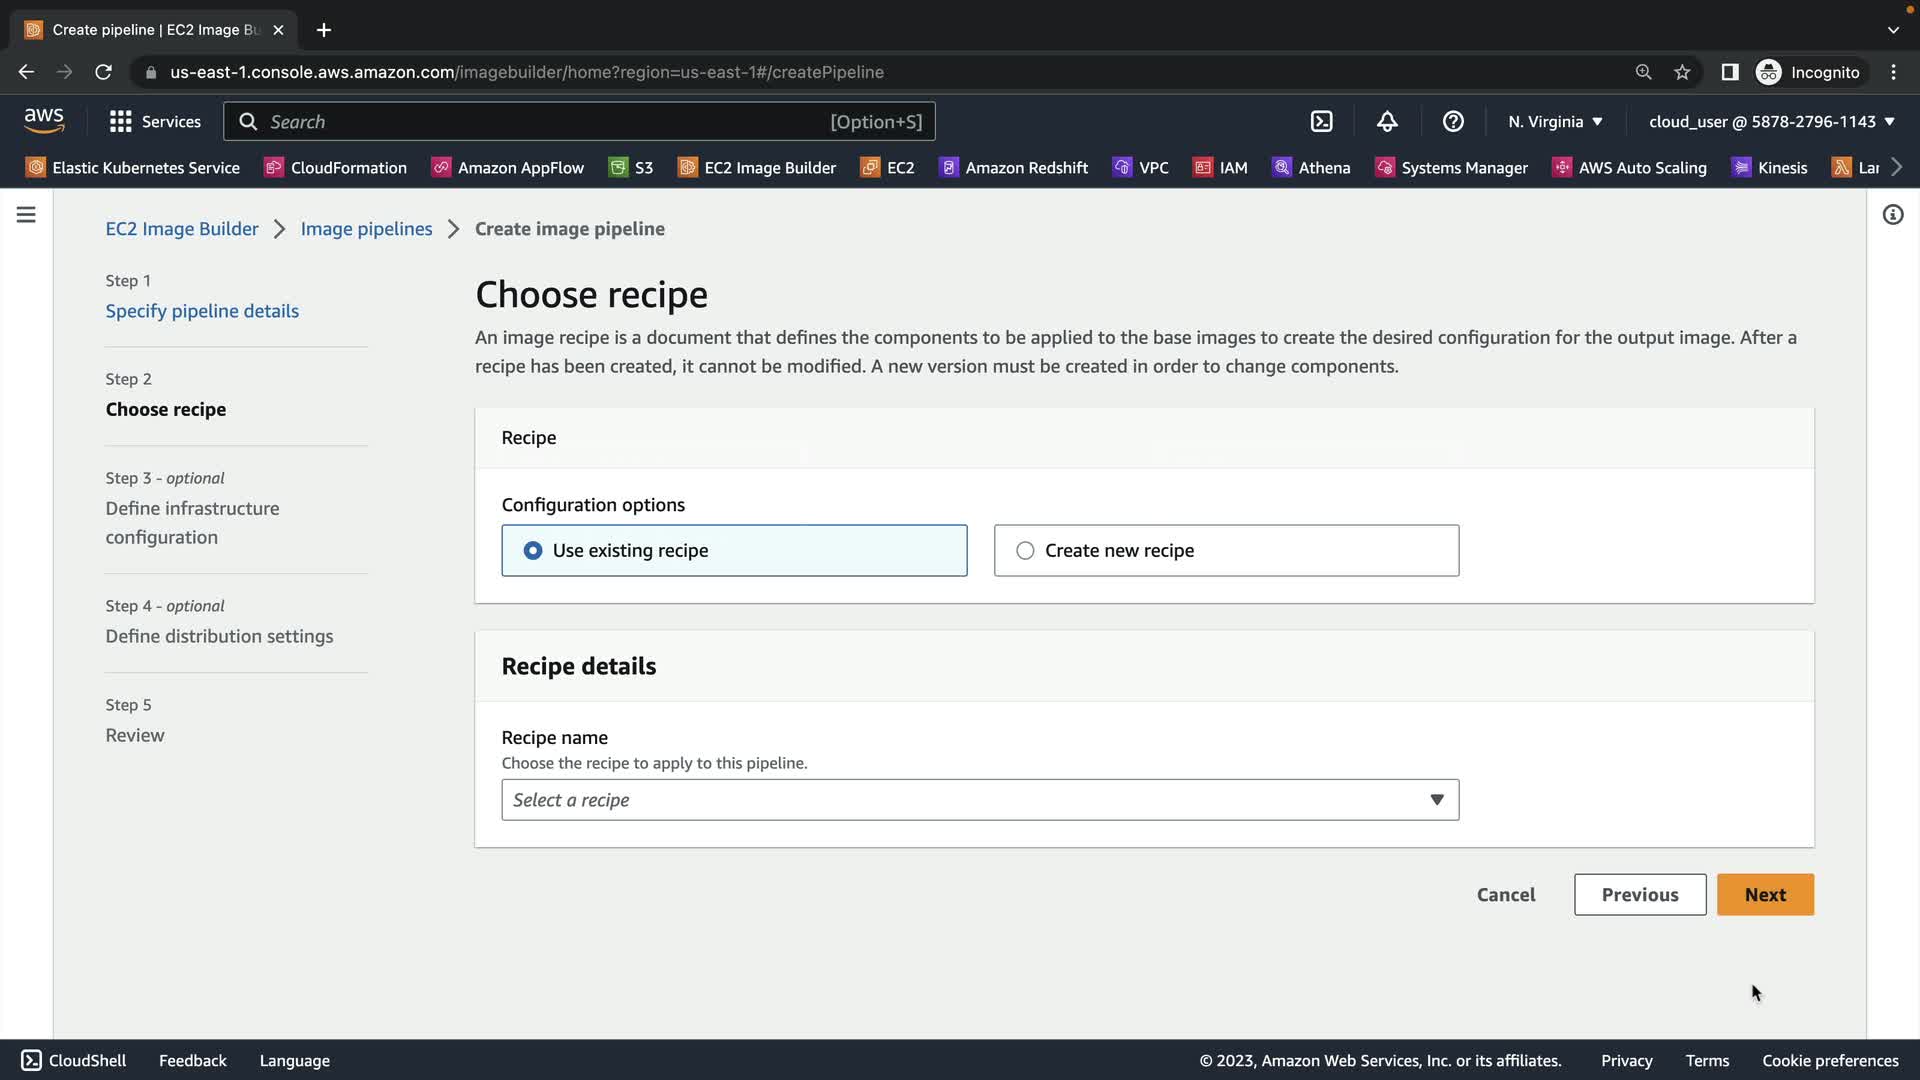 Create pipeline | EC2 Image Bu
us-east-1.console.aws.amazon.com/imagebuilder/home?region=us-east-1#/createPipeline
Incognito
aws
Services
Search
[Option+S]
N. Virginia
cloud_user @ 5878-2796-1143
Elastic Kubernetes Service
CloudFormation
Amazon AppFlow
S3
EC2 Image Builder
EC2
Amazon Redshift
VPC
IAM
Athena
Systems Manager
AWS Auto Scaling
Kinesis
Lar
EC2 Image Builder
Image pipelines
Create image pipeline
Step 1
Specify pipeline details
Step 2
Choose recipe
Step 3 - optional
Define infrastructure
configuration
Step 4 - optional
Define distribution settings
Step 5
Review
Choose recipe
An image recipe is a document that defines the components to be applied to the base images to create the desired configuration for the output image. After a
recipe has been created, it cannot be modified. A new version must be created in order to change components.
Recipe
Configuration options
Use existing recipe
Create new recipe
Recipe details
Recipe name
Choose the recipe to apply to this pipeline.
Select a recipe
Cancel
Previous
Next
CloudShell
Feedback
Language
© 2023, Amazon Web Services, Inc. or its affiliates.
Privacy
Terms
Cookie preferences